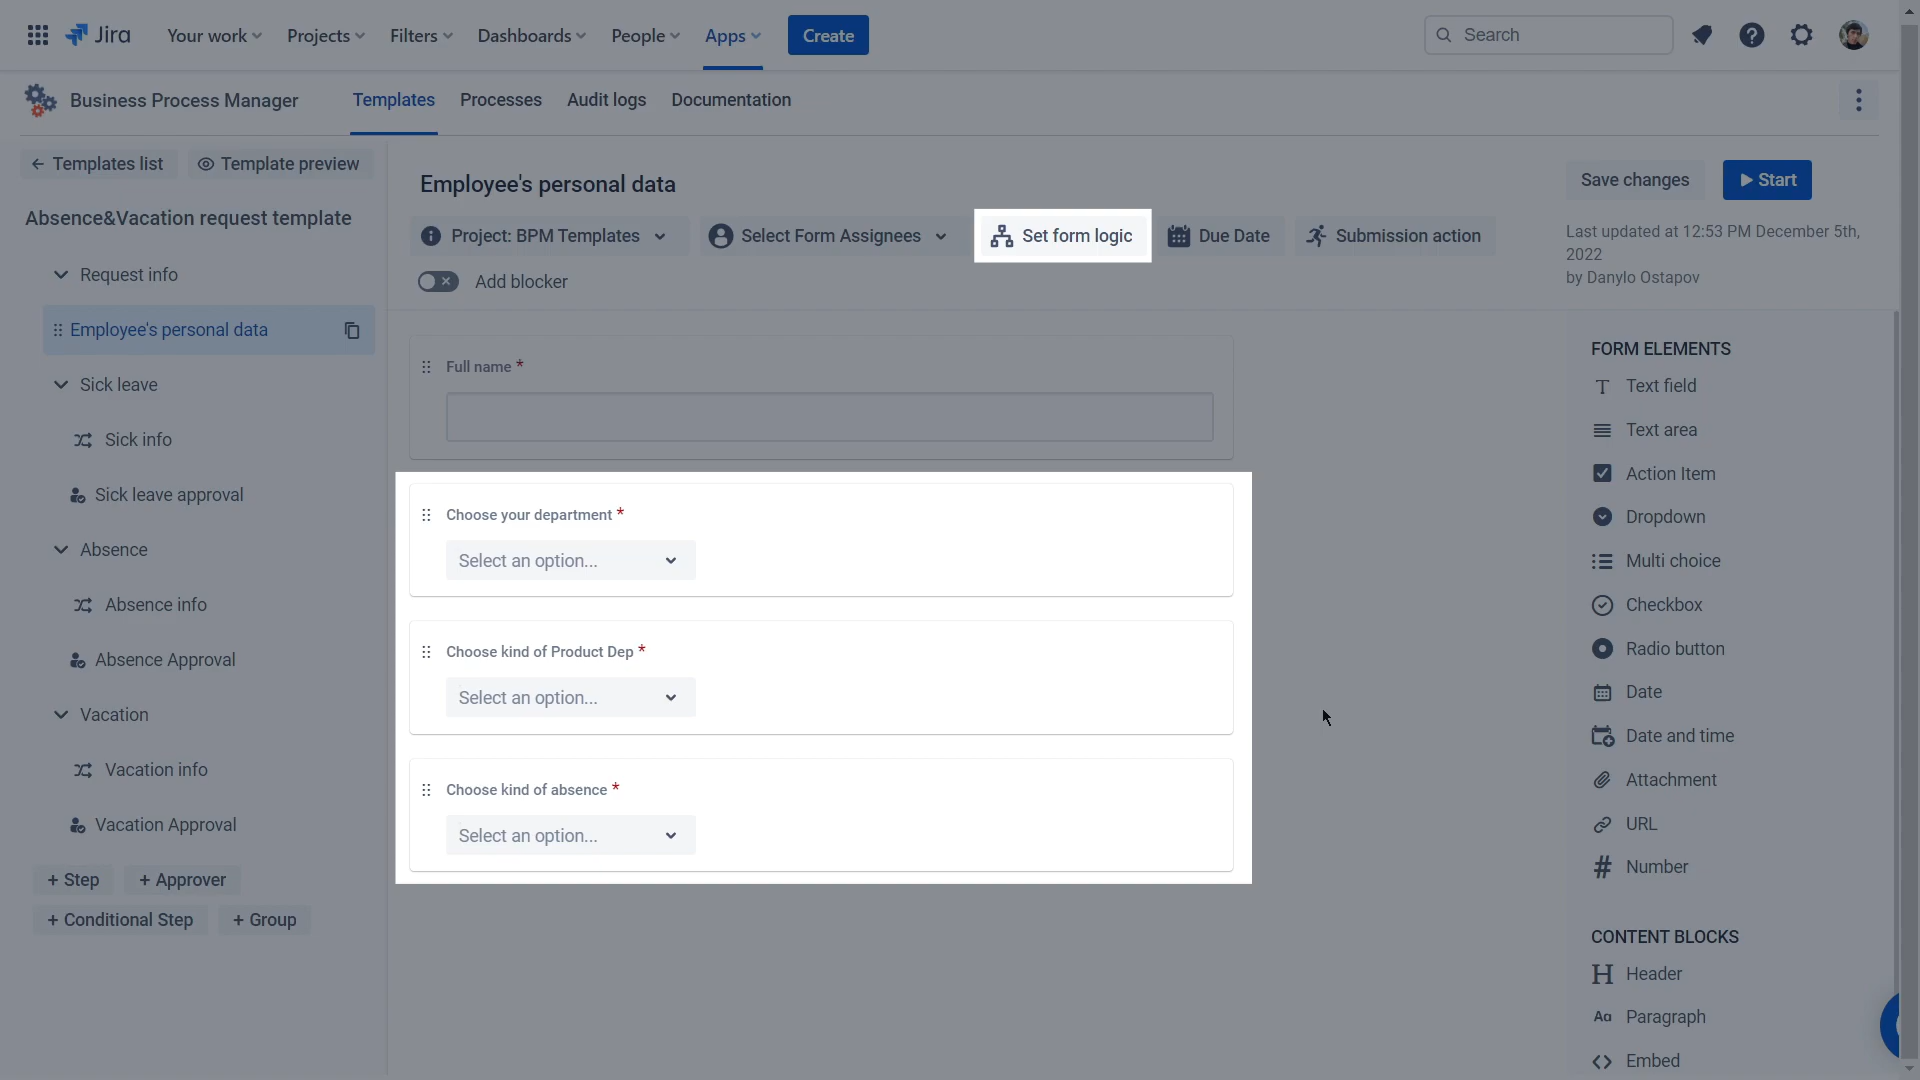 Jira
Your work
Projects
Filters
Dashboards
People
Apps
Create
Search
Business Process Manager
Templates
Processes
Audit logs
Documentation
Templates list
Template preview
Absence&Vacation request template
Request info
Employee's personal data
Sick leave
Sick info
Sick leave approval
Absence
Absence info
Absence Approval
Vacation
Vacation info
Vacation Approval
+ Step
+ Approver
+ Conditional Step
+ Group
Employee's personal data
Project: BPM Templates
Select Form Assignees
Set form logic
Due Date
Submission action
Add blocker
Full name *
Choose your department *
Select an option...
Choose kind of Product Dep *
Select an option...
Choose kind of absence *
Select an option...
Save changes
Start
Last updated at 12:53 PM December 5th,
2022
by Danylo Ostapov
FORM ELEMENTS
Text field
Text area
Action Item
Dropdown
Multi choice
Checkbox
Radio button
Date
Date and time
Attachment
URL
Number
CONTENT BLOCKS
Header
Paragraph
Embed